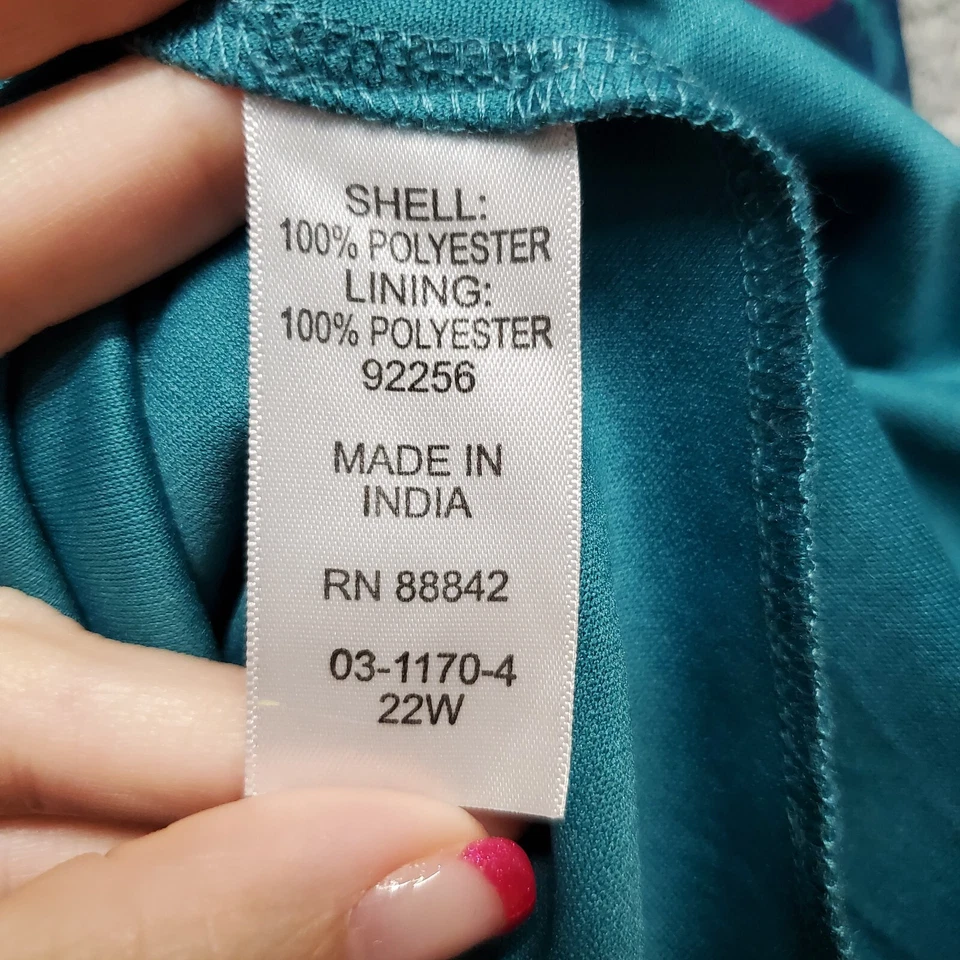 SHELL:
100% POLYESTER
LINING:
100% POLYESTER
92256
MADE IN
INDIA
RN 88842
03-1170-4
22W